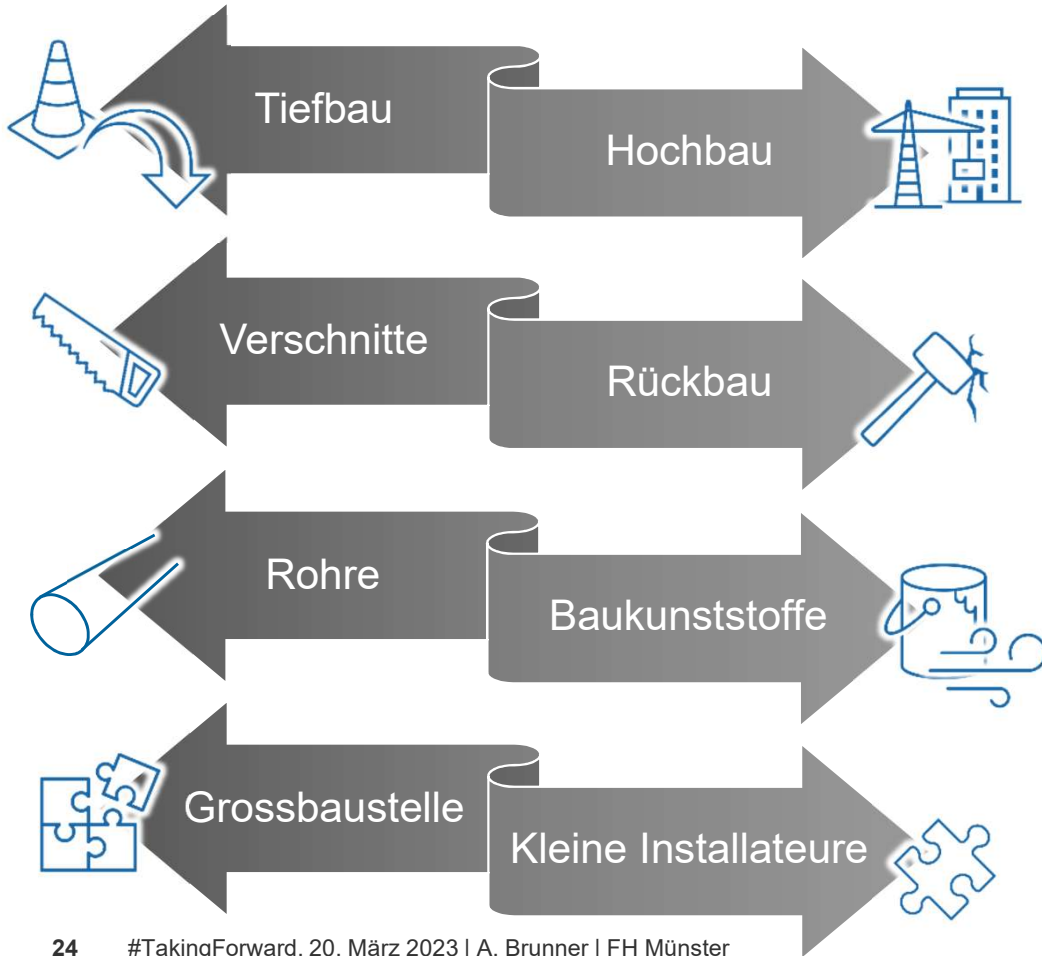 Tiefbau
Hochbau
Verschnitte
Rückbau
Rohre
Baukunststoffe
Grossbaustelle
Kleine Installateure
24 #TakingForward, 20. März 2023 | A. Brunner | FH Münster